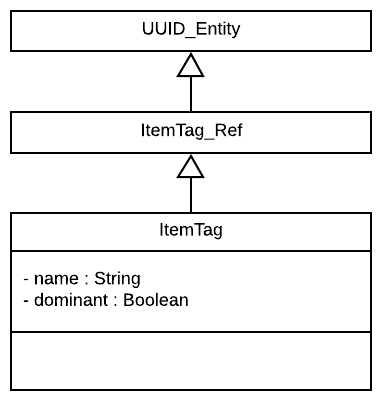 UUID_Entity
ItemTag_Ref
ItemTag
- name : String
- dominant : Boolean